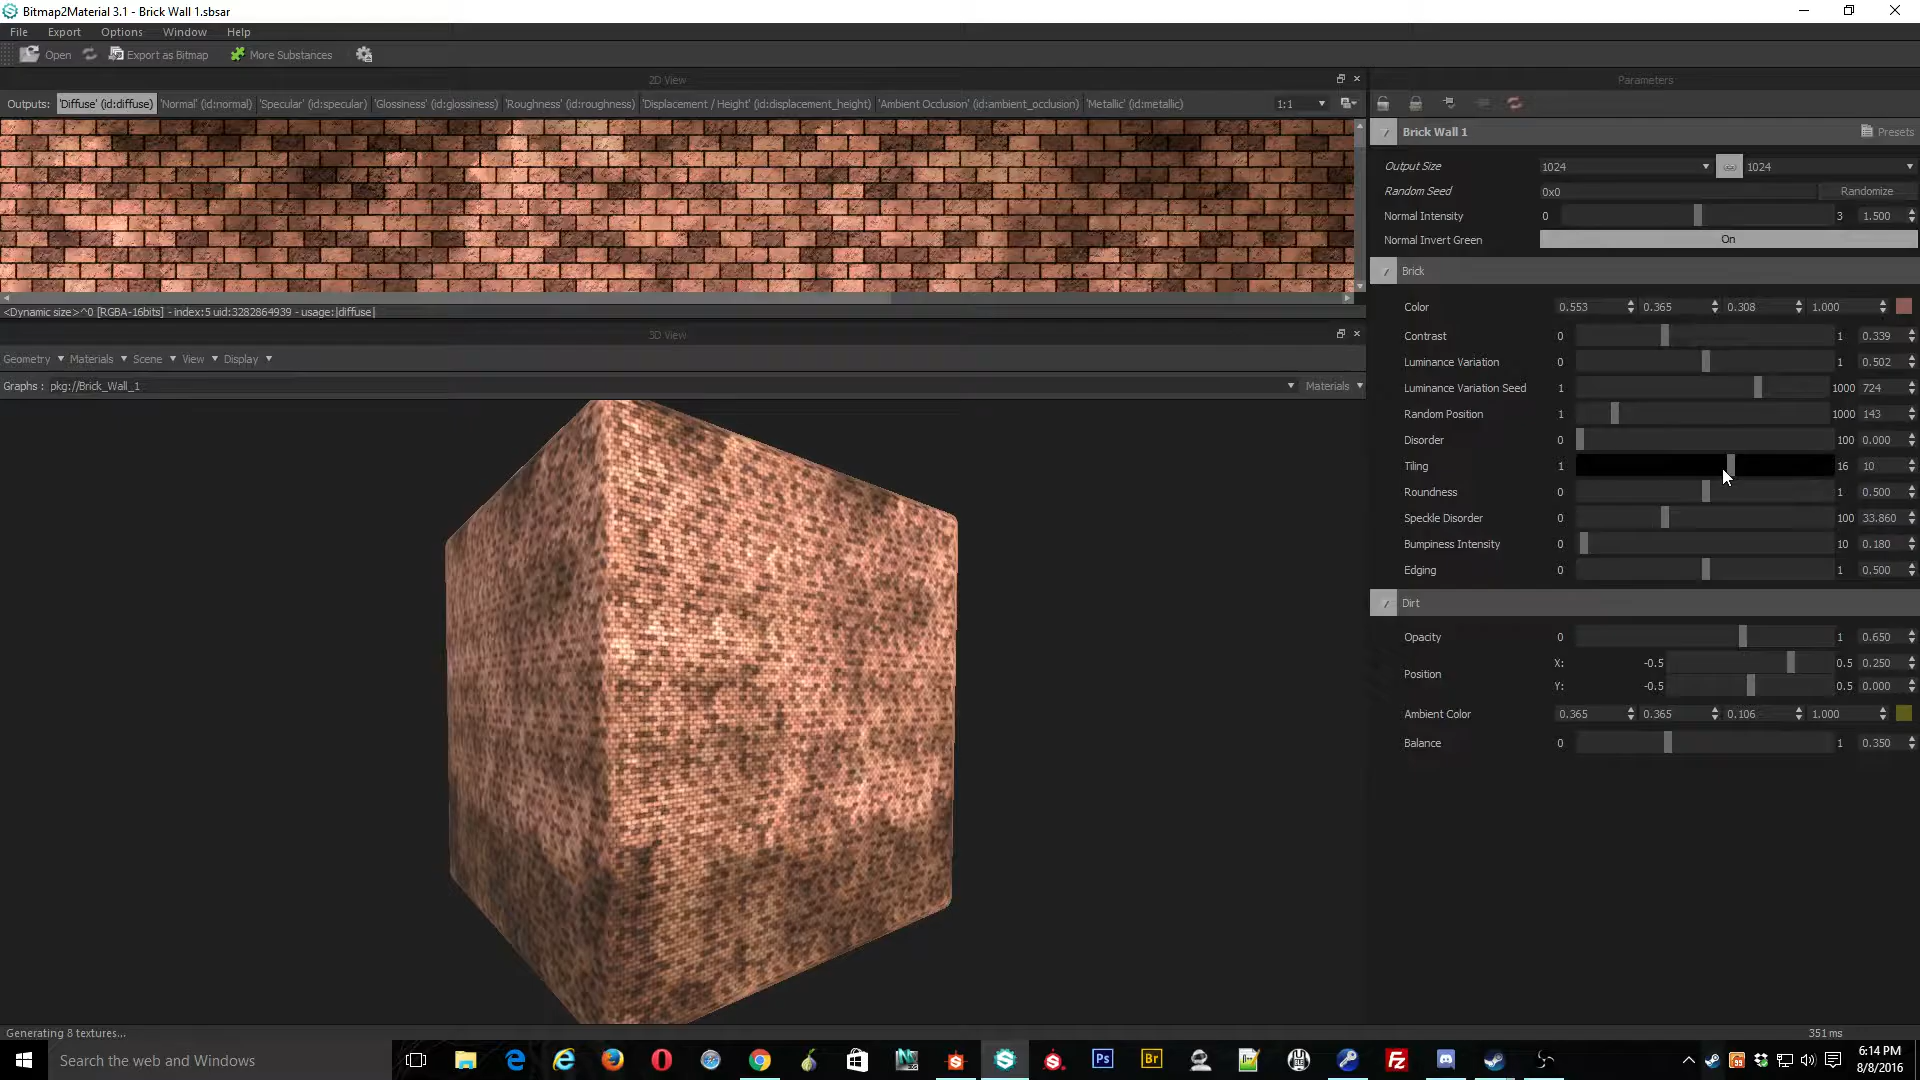 Bitmap2Material 3.1 - Brick Wall 1.sbsar
File Export Options Window Help
Open Export as Bitmap More Substances
2D View
Outputs: 'Diffuse' (id:diffuse) 'Normal' (id:normal) 'Specular' (id:specular) 'Glossiness' (id:glossiness) 'Roughness' (id:roughness) 'Displacement / Height' (id:displacement_height) 'Ambient Occlusion' (id:ambient_occlusion) 'Metallic' (id:metallic) 1:1
<Dynamic size>^0 [RGBA-16bits] - index:5 uid:3282864939 - usage:|diffuse|
3D View
Geometry Materials Scene View Display
Graphs : pkg://Brick_Wall_1 Materials
Generating 8 textures...
Parameters
Brick Wall 1 Presets
Output Size 1024 1024
Random Seed 0x0 Randomize
Normal Intensity 0 3 1.500
Normal Invert Green On
Brick
Color 0.553 0.365 0.308 1.000
Contrast 0 1 0.339
Luminance Variation 0 1 0.502
Luminance Variation Seed 1 1000 724
Random Position 1 1000 143
Disorder 0 100 0.000
Tiling 1 16 10
Roundness 0 1 0.500
Speckle Disorder 0 100 33.860
Bumpiness Intensity 0 10 0.180
Edging 0 1 0.500
Dirt
Opacity 0 1 0.650
Position X: -0.5 0.5 0.250
Y: -0.5 0.5 0.000
Ambient Color 0.365 0.365 0.106 1.000
Balance 0 1 0.350
351 ms
Search the web and Windows
Ps
Br
Fz
6:14 PM
8/8/2016